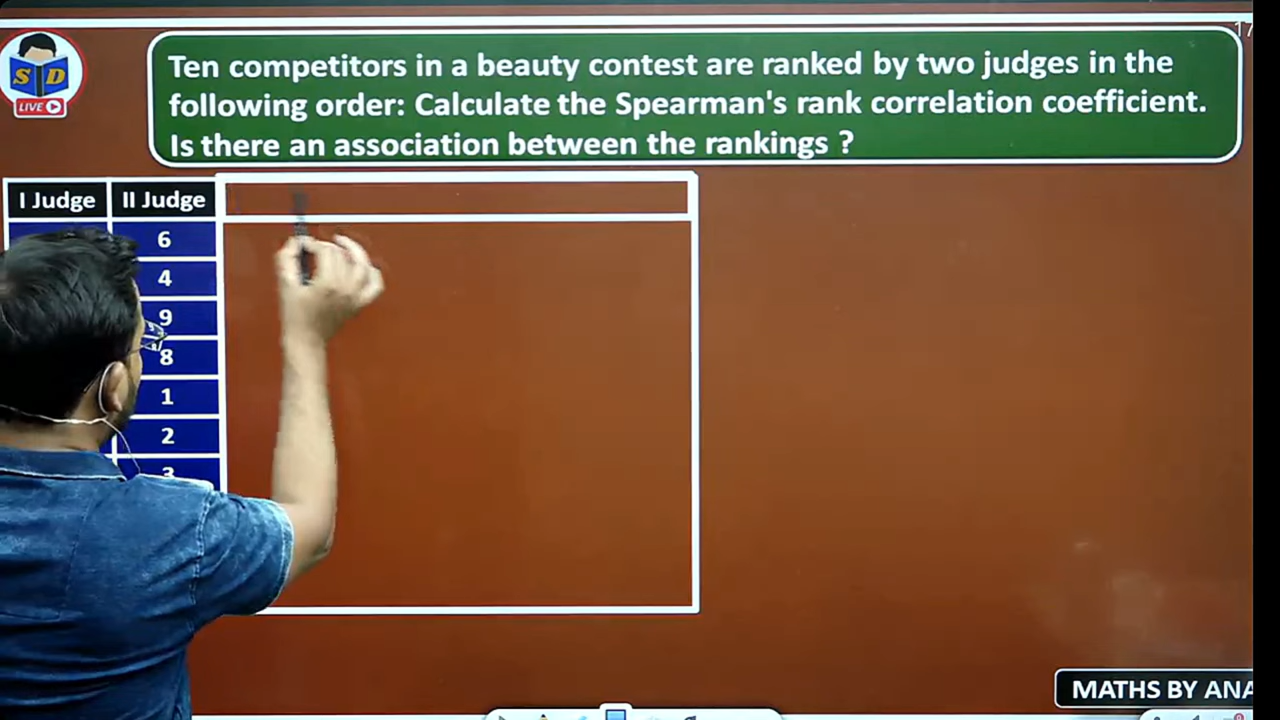 S D
LIVE
17
Ten competitors in a beauty contest are ranked by two judges in the
following order: Calculate the Spearman's rank correlation coefficient.
Is there an association between the rankings ?
I Judge II Judge
6
4
9
8
1
2
3
MATHS BY ANA